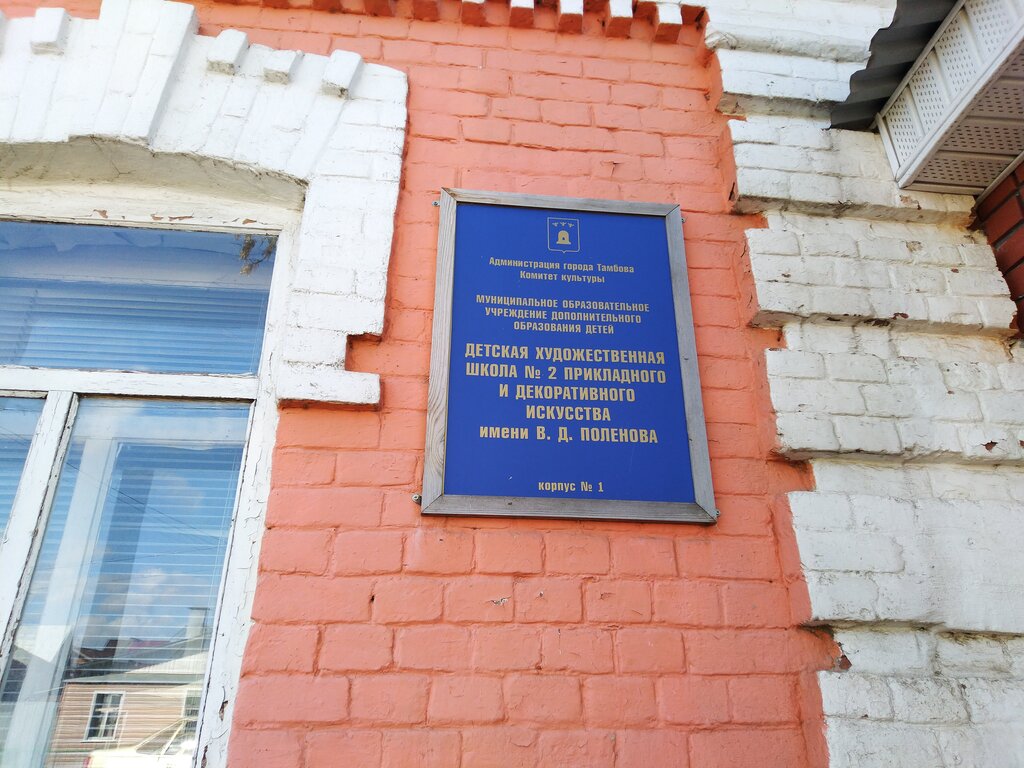 Администрация города Тамбова
Комитет культуры
МУНИЦИПАЛЬНОЕ ОБРАЗОВАТЕЛЬНОЕ
УЧРЕЖДЕНИЕ ДОПОЛНИТЕЛЬНОГО
ОБРАЗОВАНИЯ ДЕТЕЙ
ДЕТСКАЯ ХУДОЖЕСТВЕННАЯ
ШКОЛА № 2 ПРИКЛАДНОГО
И ДЕКОРАТИВНОГО
ИСКУССТВА
имени В. Д. ПОЛЕНОВА
корпус № 1